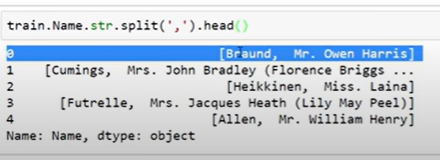 train.Name.str.split(',').head()
0 [Braund, Mr. Owen Harris]
1 [Cumings, Mrs. John Bradley (Florence Briggs ...
2 [Heikkinen, Miss. Laina]
3 [Futrelle, Mrs. Jacques Heath (Lily May Peel)]
4 [Allen, Mr. William Henry]
Name: Name, dtype: object